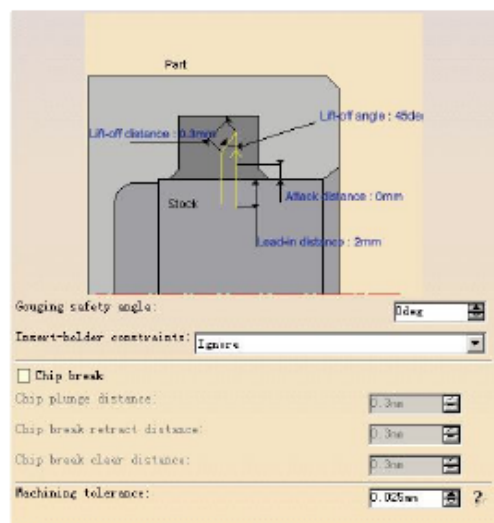 Part
Lift-off angle : 45de
Lift-off distance : 0.3mm
Attack distance : 0mm
Stock
Lead-in distance : 2mm
Gouging safety angle: 0deg
Insert-holder constraints: Ignore
Chip break
Chip plunge distance: 0.3mm
Chip break retract distance: 0.3mm
Chip break clear distance: 0.3mm
Machining tolerance: 0.025mm ?